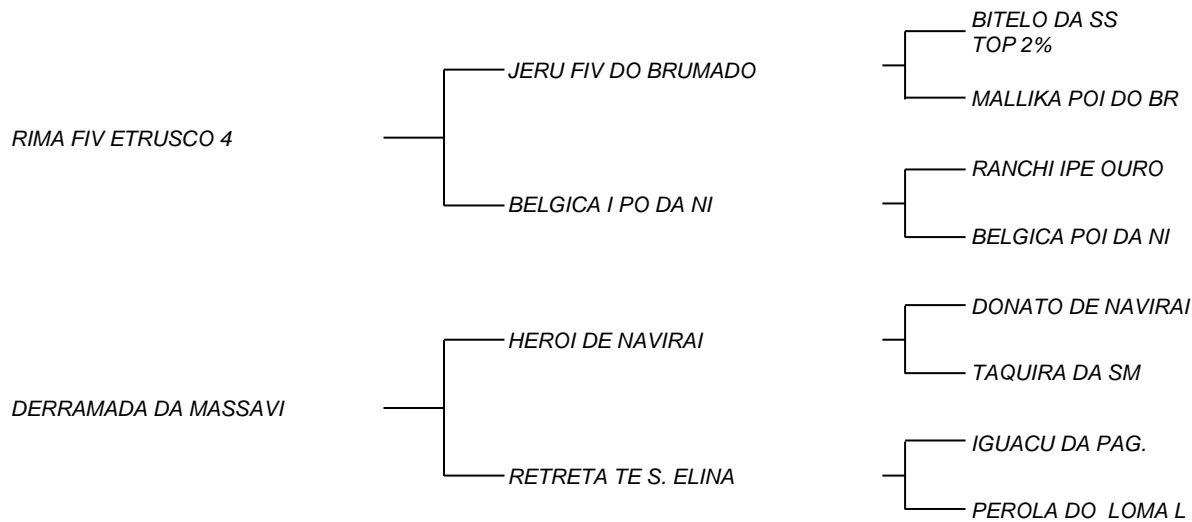 BITELO DA SS
TOP 2%
JERU FIV DO BRUMADO
MALLIKA POI DO BR
RIMA FIV ETRUSCO 4
RANCHI IPE OURO
BELGICA I PO DA NI
BELGICA POI DA NI
DONATO DE NAVIRAI
HEROI DE NAVIRAI
TAQUIRA DA SM
DERRAMADA DA MASSAVI
IGUACU DA PAG.
RETRETA TE S. ELINA
PEROLA DO  LOMA L